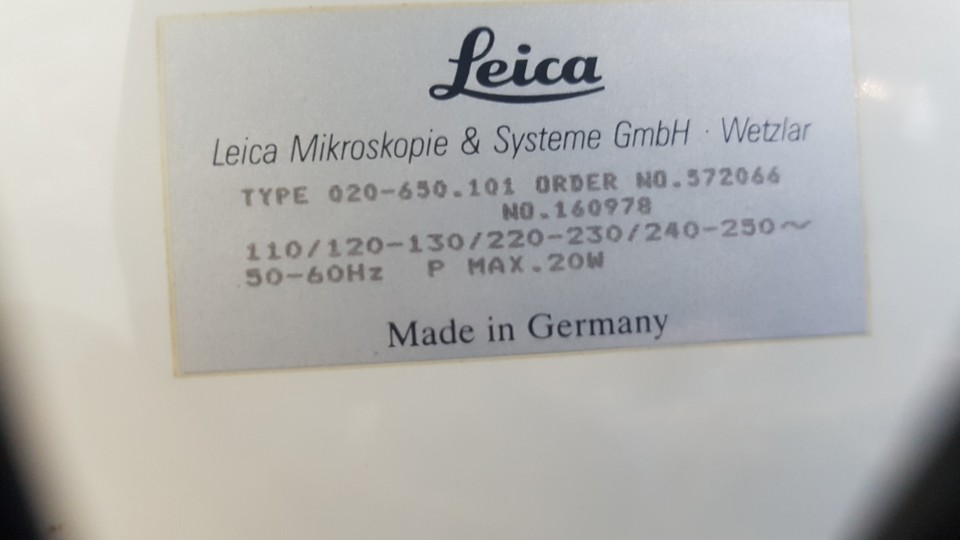 Leica
Leica Mikroskopie & Systeme GmbH · Wetzlar
TYPE 020-650.101 ORDER NO.572066
NO.160978
110/120-130/220-230/240-250~
50-60Hz P MAX.20W
Made in Germany